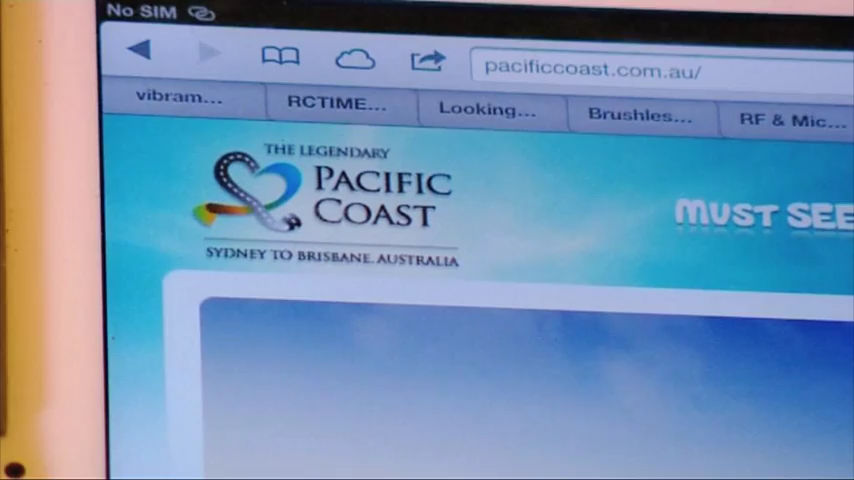 No SIM
pacificcoast.com.au/
vibram...
RCTIME...
Looking...
Brushles...
RF & Mic...
THE LEGENDARY
PACIFIC
COAST
SYDNEY TO BRISBANE. AUSTRALIA
MUST SEE